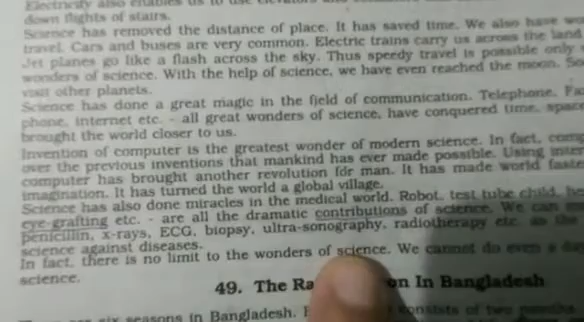 Electricity also enables us to use elevators
down flights of stairs.
Science has removed the distance of place. It has saved time. We also have
travel. Cars and buses are very common. Electric trains carry us across the land
Jet planes go like a flash across the sky. Thus speedy travel is possible only
wonders of science. With the help of science, we have even reached the moon.
visit other planets.
Science has done a great magic in the field of communication. Telephone,
phone, internet etc. - all great wonders of science, have conquered time,
brought the world closer to us.
Invention of computer is the greatest wonder of modern science. In fact,
over the previous inventions that mankind has ever made possible. Using
computer has brought another revolution for man. It has made world
imagination. It has turned the world a global village.
Science has also done miracles in the medical world. Robot, test tube child,
eye-grafting etc. - are all the dramatic contributions of science. We can
penicillin, x-rays, ECG, biopsy, ultra-sonography, radiotherapy etc.
science against diseases.
In fact, there is no limit to the wonders of science. We cannot do even a
science.
49. The Ra on In Bangladesh
six seasons in Bangladesh. consists of two months